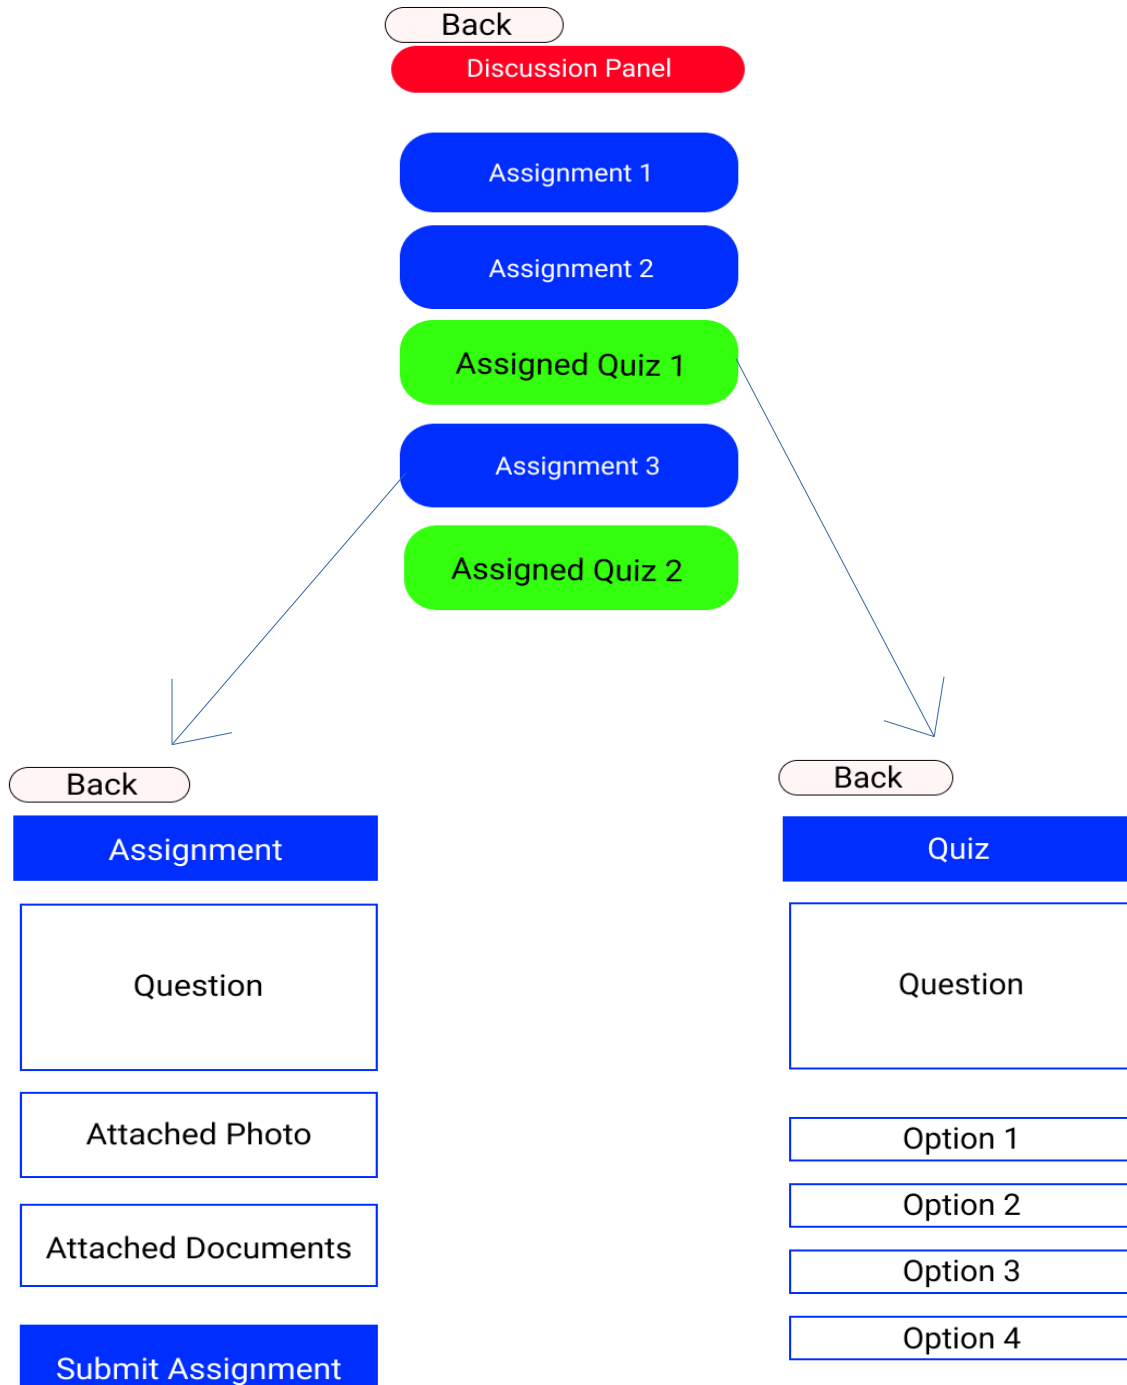 Back
Discussion Panel
Assignment 1
Assignment 2
Assigned Quiz 1
Assignment 3
Assigned Quiz 2
Back
Assignment
Question
Attached Photo
Attached Documents
Submit Assignment
Back
Quiz
Question
Option 1
Option 2
Option 3
Option 4